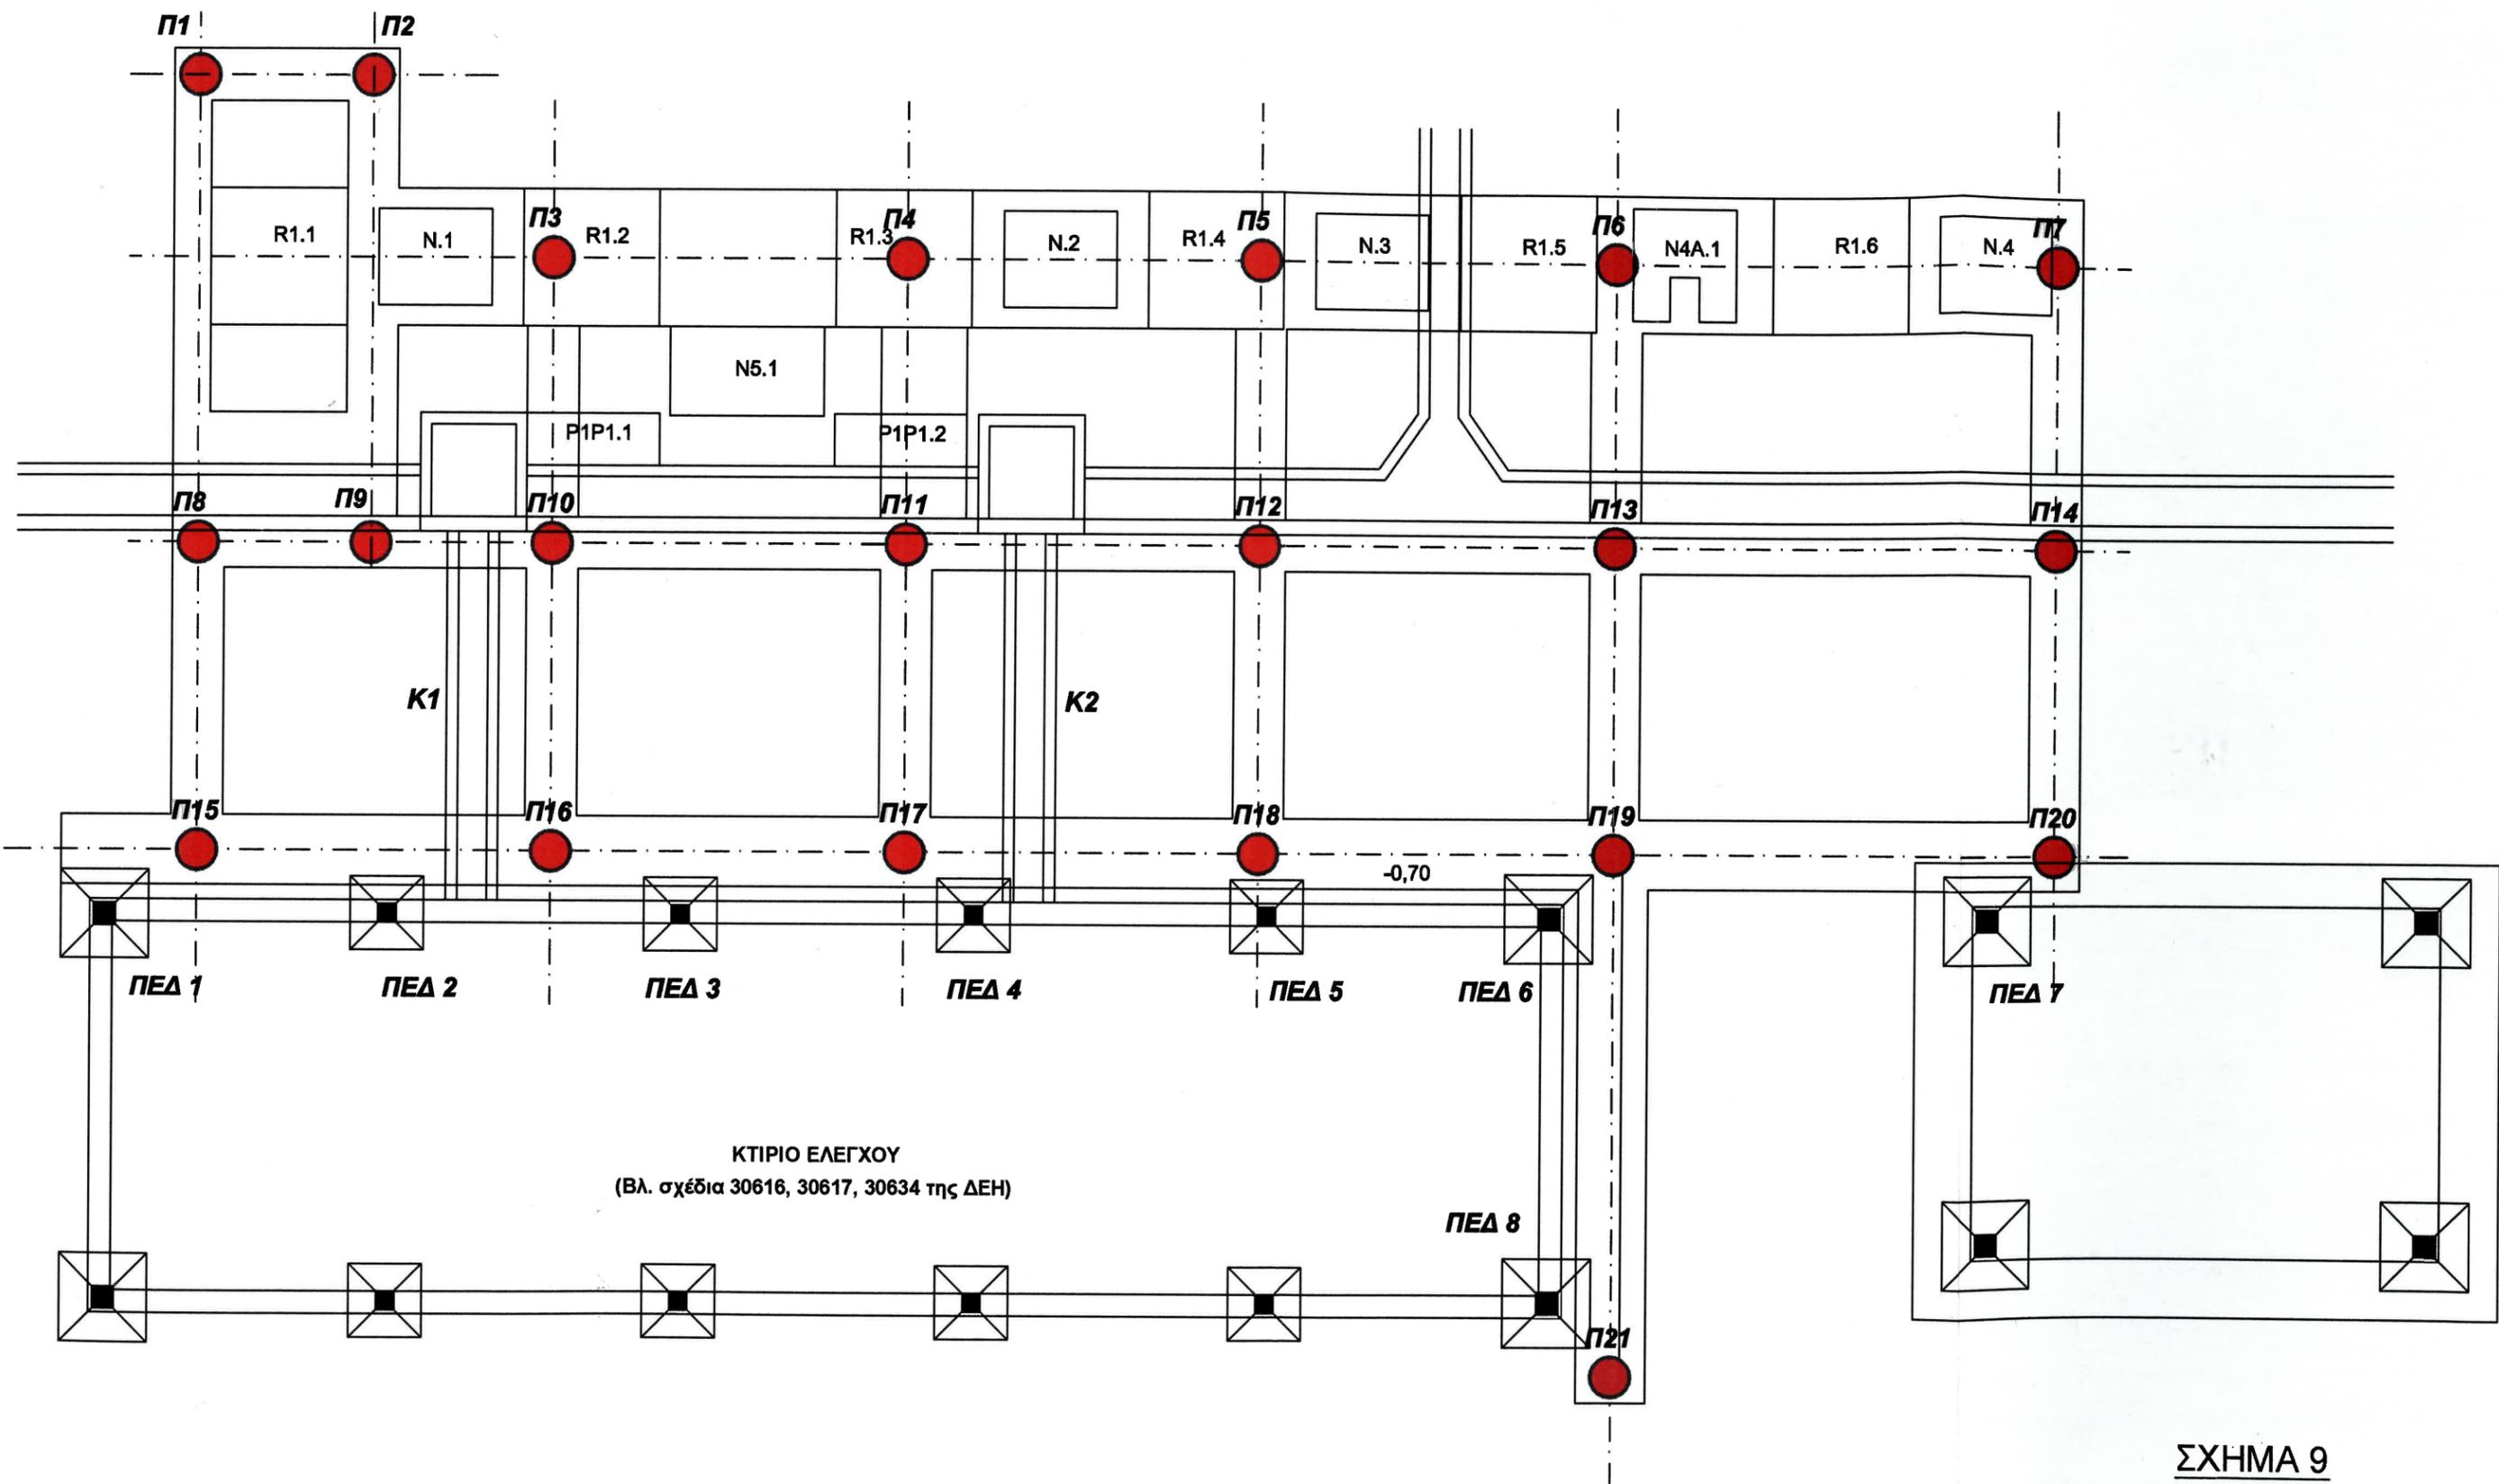 Π1
Π2
Π3
R1.2
R1.3
Π4
Π5
Π6
Π7
R1.1
N.1
N.2
R1.4
N.3
R1.5
N4A.1
R1.6
N.4
N5.1
P1P1.1
P1P1.2
Π8
Π9
Π10
Π11
Π12
Π13
Π14
K1
K2
Π15
Π16
Π17
Π18
Π19
Π20
-0,70
ΠΕΔ 1
ΠΕΔ 2
ΠΕΔ 3
ΠΕΔ 4
ΠΕΔ 5
ΠΕΔ 6
ΠΕΔ 7
ΚΤΙΡΙΟ ΕΛΕΓΧΟΥ
(Βλ. σχέδια 30616, 30617, 30634 της ΔΕΗ)
ΠΕΔ 8
Π21
ΣΧΗΜΑ 9